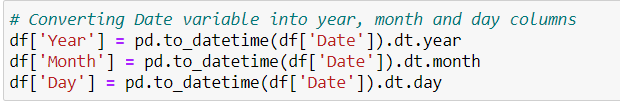 # Converting Date variable into year, month and day columns
df['Year'] = pd.to_datetime(df['Date']).dt.year
df['Month'] = pd.to_datetime(df['Date']).dt.month
df['Day'] = pd.to_datetime(df['Date']).dt.day